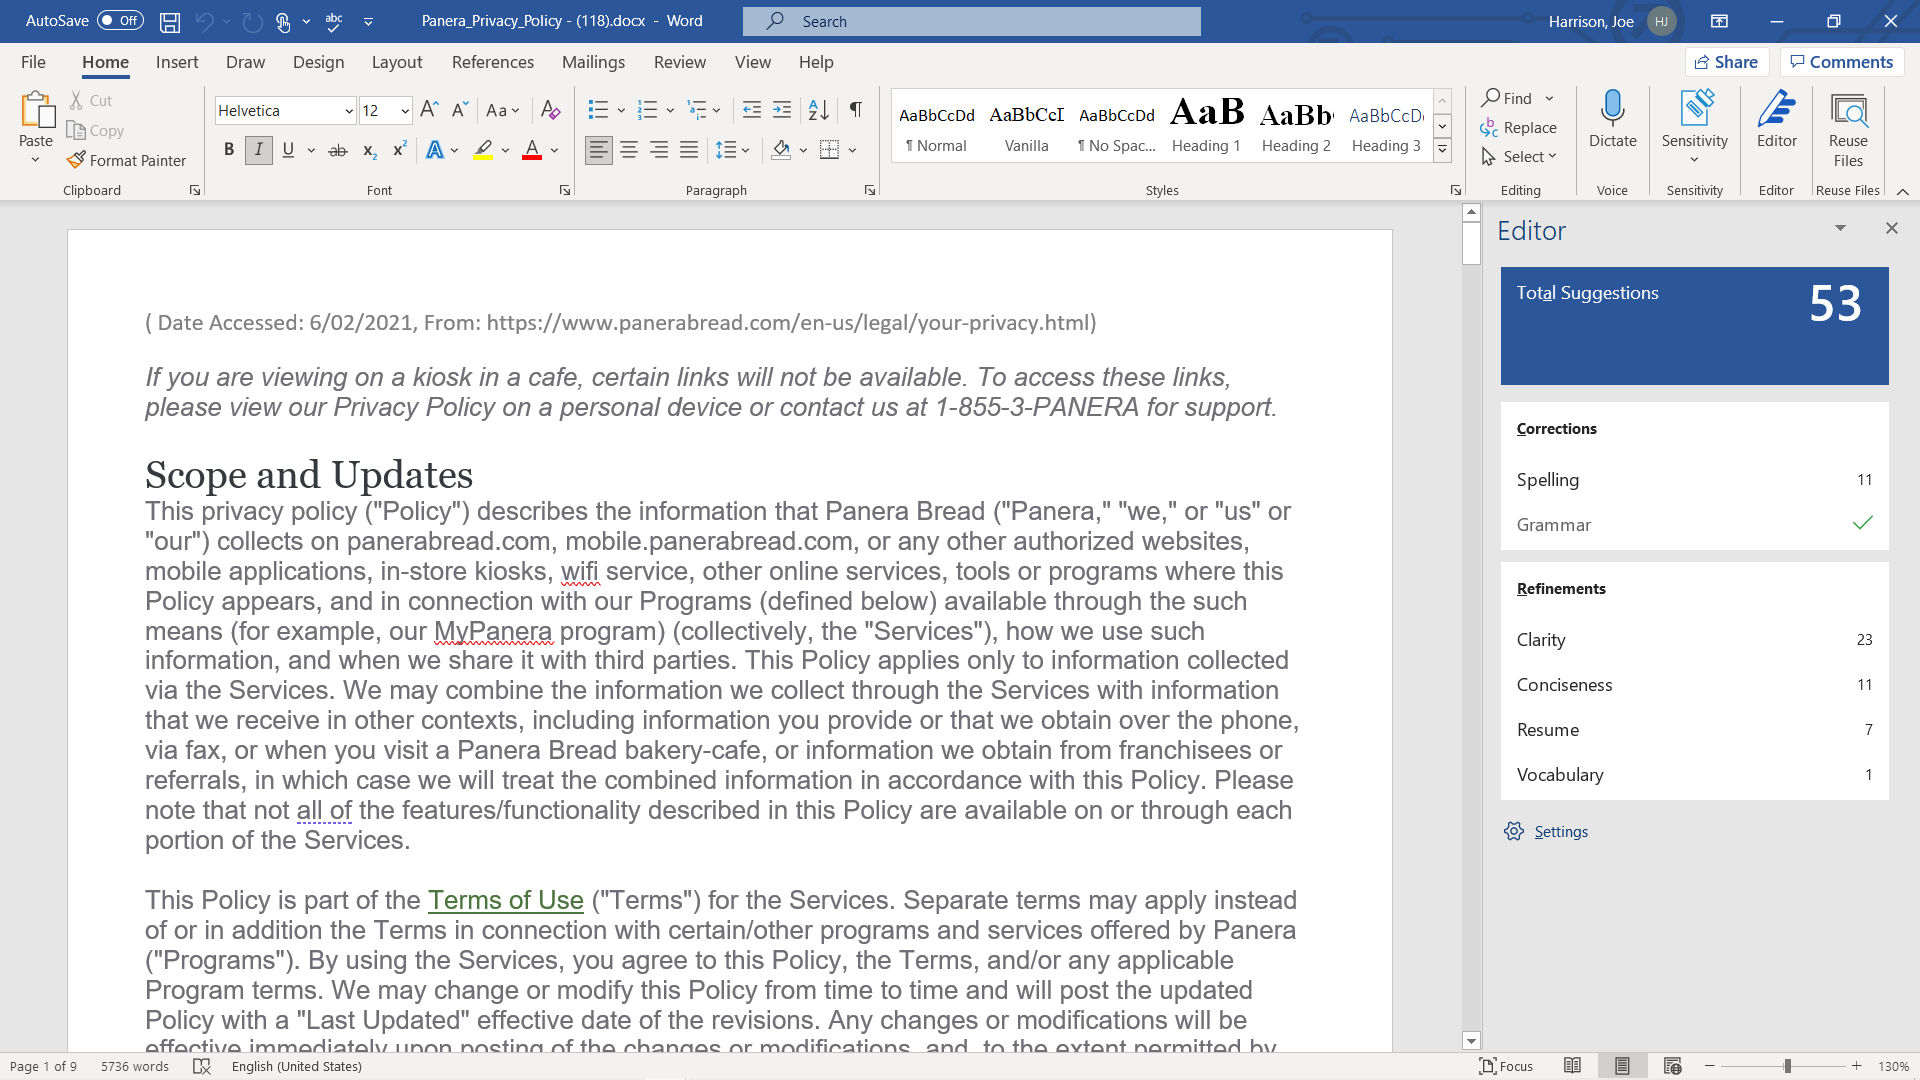 AutoSave Off abc Panera_Privacy_Policy - (118).docx - Word Search Harrison, Joe HJ
File Home Insert Draw Design Layout References Mailings Review View Help Share Comments
Paste
Cut
Copy
Format Painter
Clipboard
Helvetica 12 Aa
B I U ab x₂ x² A A
Font
Paragraph
AaBbCcDd AaBbCcI AaBbCcDd AaB AaBb AaBbCcD
¶ Normal Vanilla ¶ No Spac... Heading 1 Heading 2 Heading 3
Styles
Find
Replace
Select
Editing
Dictate
Voice
Sensitivity
Sensitivity
Editor
Editor
Reuse
Files
Reuse Files
( Date Accessed: 6/02/2021, From: https://www.panerabread.com/en-us/legal/your-privacy.html)
If you are viewing on a kiosk in a cafe, certain links will not be available. To access these links,
please view our Privacy Policy on a personal device or contact us at 1-855-3-PANERA for support.
Scope and Updates
This privacy policy ("Policy") describes the information that Panera Bread ("Panera," "we," or "us" or
"our") collects on panerabread.com, mobile.panerabread.com, or any other authorized websites,
mobile applications, in-store kiosks, wifi service, other online services, tools or programs where this
Policy appears, and in connection with our Programs (defined below) available through the such
means (for example, our MyPanera program) (collectively, the "Services"), how we use such
information, and when we share it with third parties. This Policy applies only to information collected
via the Services. We may combine the information we collect through the Services with information
that we receive in other contexts, including information you provide or that we obtain over the phone,
via fax, or when you visit a Panera Bread bakery-cafe, or information we obtain from franchisees or
referrals, in which case we will treat the combined information in accordance with this Policy. Please
note that not all of the features/functionality described in this Policy are available on or through each
portion of the Services.
This Policy is part of the Terms of Use ("Terms") for the Services. Separate terms may apply instead
of or in addition the Terms in connection with certain/other programs and services offered by Panera
("Programs"). By using the Services, you agree to this Policy, the Terms, and/or any applicable
Program terms. We may change or modify this Policy from time to time and will post the updated
Policy with a "Last Updated" effective date of the revisions. Any changes or modifications will be
effective immediately upon posting of the changes or modifications, and, to the extent permitted by
Editor
Total Suggestions 53
Corrections
Spelling 11
Grammar
Refinements
Clarity 23
Conciseness 11
Resume 7
Vocabulary 1
Settings
Page 1 of 9 5736 words English (United States) Focus 130%